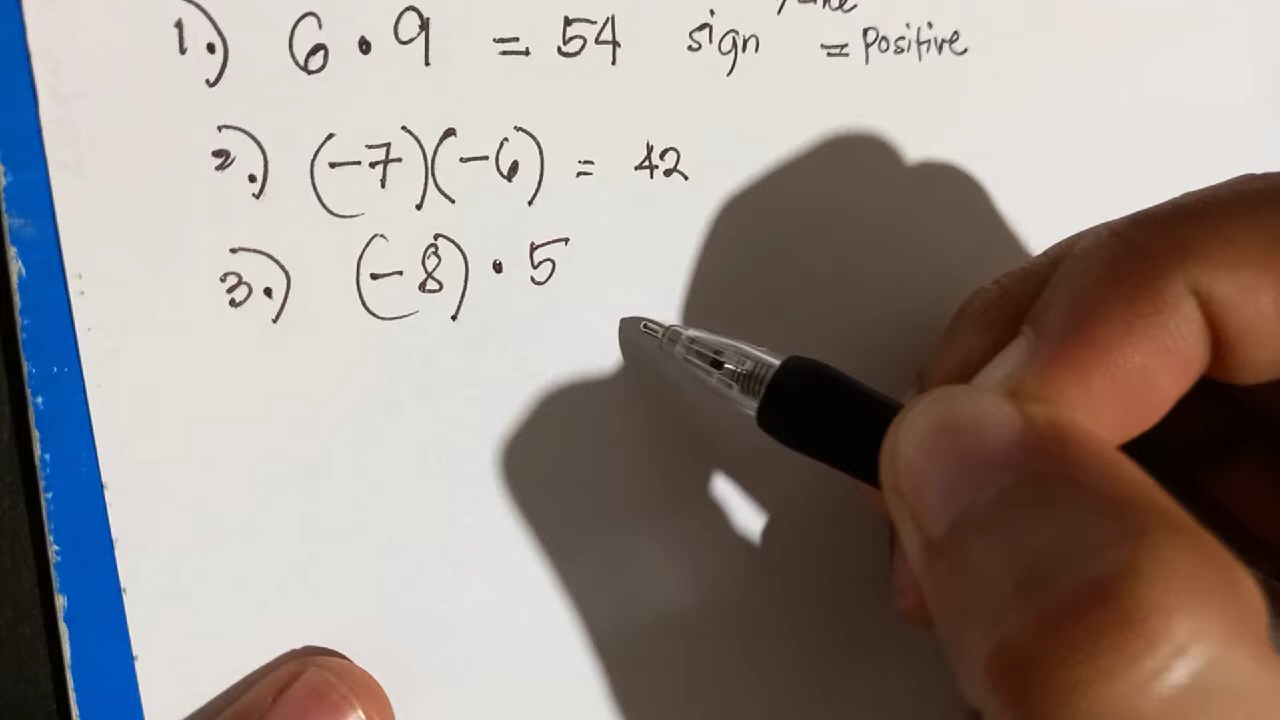 1.) 6 • 9 = 54 sign = Positive
2.) (-7)(-6) = 42
3.) (-8) • 5